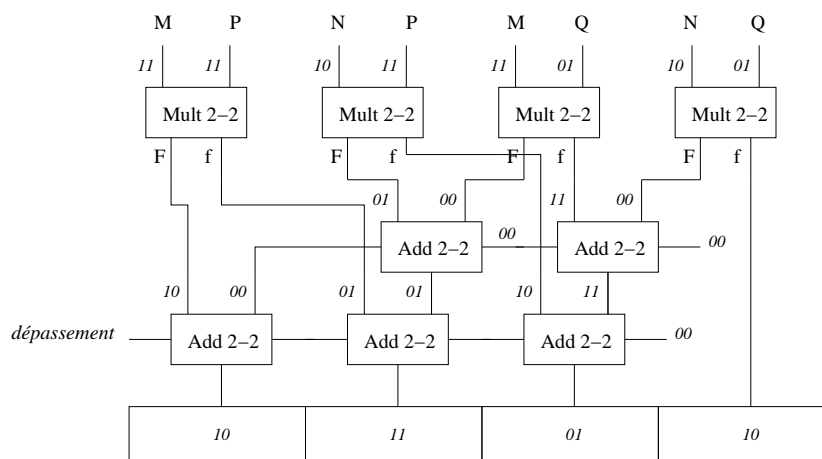 M P N P M Q N Q
11 11 10 11 11 01 10 01
Mult 2−2 Mult 2−2 Mult 2−2 Mult 2−2
F f F f F f F f
01 00 11 00
00 00
Add 2−2 Add 2−2
10 00 01 01 10 11
dépassement 00
Add 2−2 Add 2−2 Add 2−2
10 11 01 10